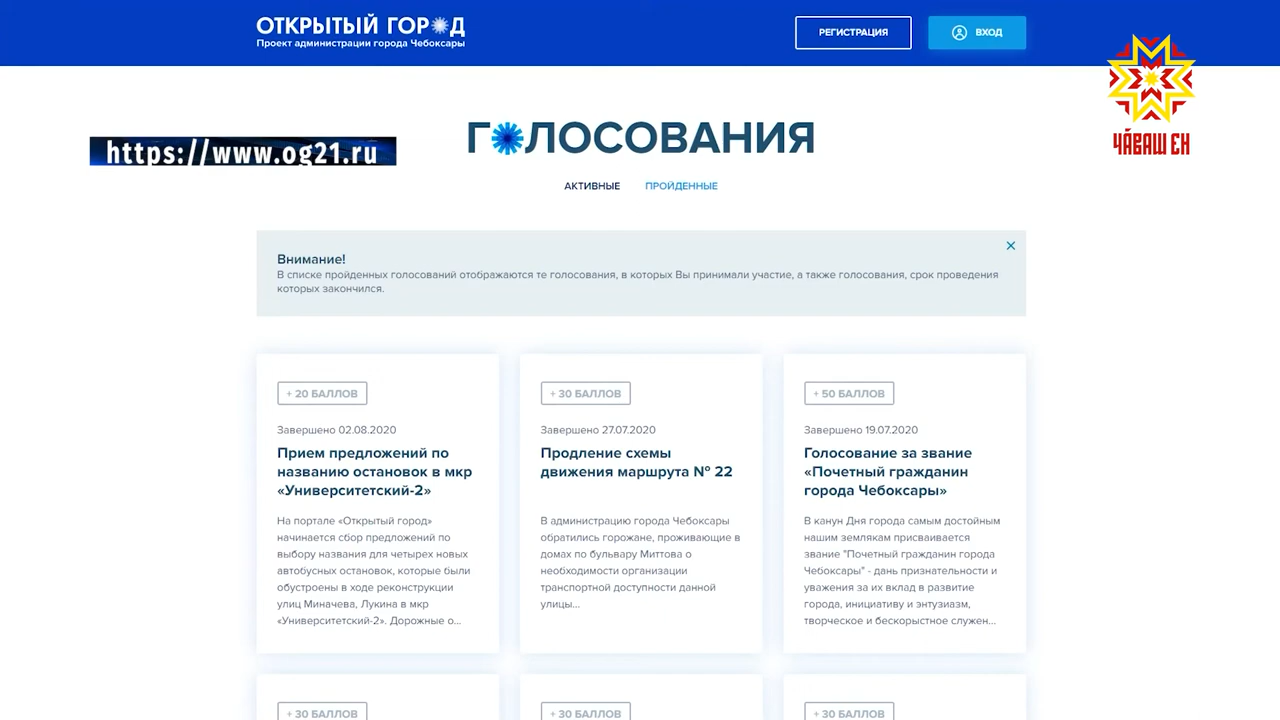 ОТКРЫТЫЙ ГОРОД
Проект администрации города Чебоксары
РЕГИСТРАЦИЯ
ВХОД
ЧӐВАШ ЕН
https://www.og21.ru
ГОЛОСОВАНИЯ
АКТИВНЫЕ ПРОЙДЕННЫЕ
Внимание!
В списке пройденных голосований отображаются те голосования, в которых Вы принимали участие, а также голосования, срок проведения
которых закончился.
+ 20 БАЛЛОВ
Завершено 02.08.2020
Прием предложений по
названию остановок в мкр
«Университетский-2»
На портале «Открытый город»
начинается сбор предложений по
выбору названия для четырех новых
автобусных остановок, которые были
обустроены в ходе реконструкции
улиц Миначева, Лукина в мкр
«Университетский-2». Дорожные о...
+ 30 БАЛЛОВ
Завершено 27.07.2020
Продление схемы
движения маршрута № 22
В администрацию города Чебоксары
обратились горожане, проживающие в
домах по бульвару Миттова о
необходимости организации
транспортной доступности данной
улицы...
+ 50 БАЛЛОВ
Завершено 19.07.2020
Голосование за звание
«Почетный гражданин
города Чебоксары»
В канун Дня города самым достойным
нашим землякам присваивается
звание "Почетный гражданин города
Чебоксары" - дань признательности и
уважения за их вклад в развитие
города, инициативу и энтузиазм,
творческое и бескорыстное служен...
+ 30 БАЛЛОВ
+ 30 БАЛЛОВ
+ 30 БАЛЛОВ